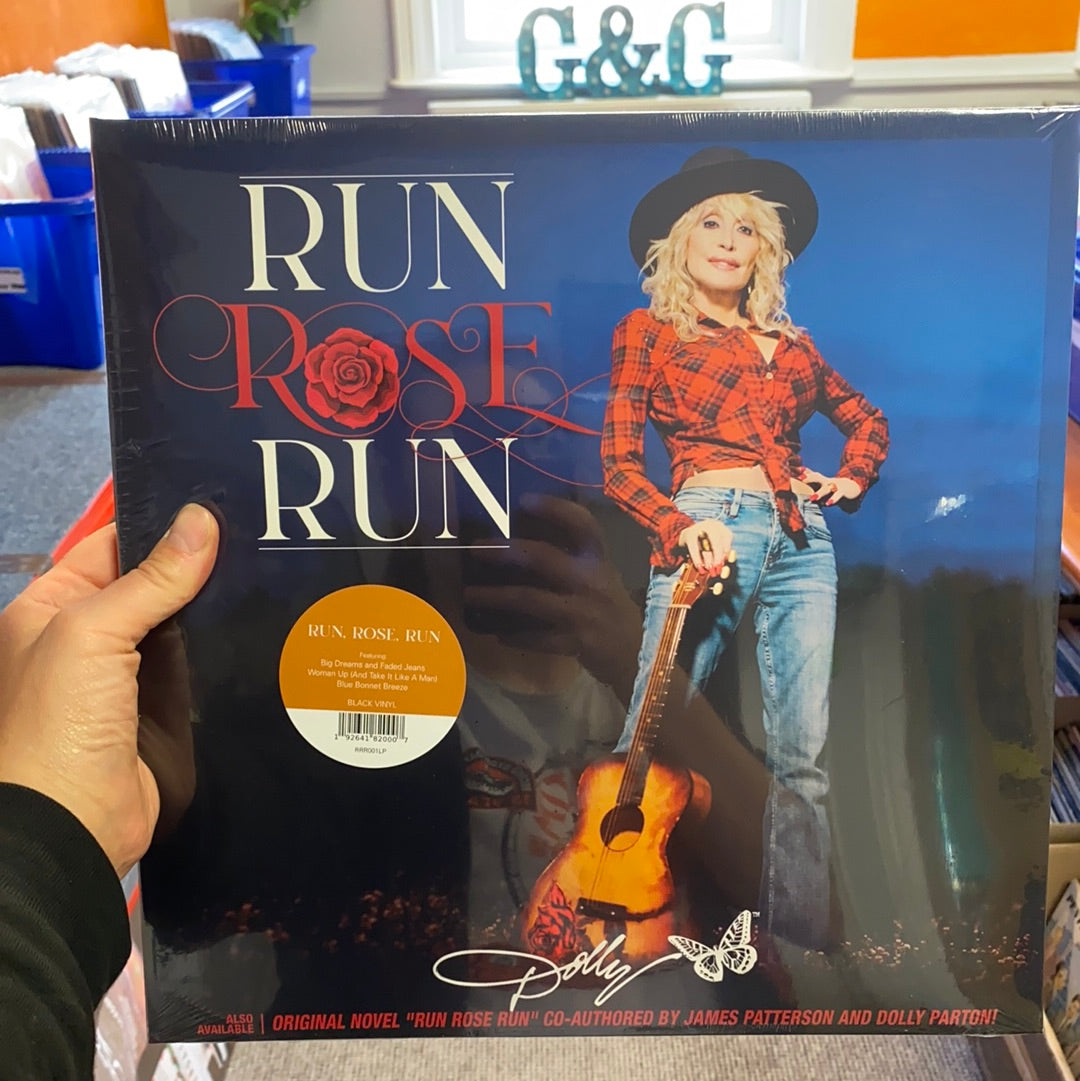 G&G
RUN
ROSE
RUN
RUN, ROSE, RUN
Featuring:
Big Dreams and Faded Jeans
Woman Up (And Take It Like A Man)
Blue Bonnet Breeze
BLACK VINYL
1 92641 82000 7
RRR001LP
Dolly
TM
ALSO
AVAILABLE | ORIGINAL NOVEL "RUN ROSE RUN" CO-AUTHORED BY JAMES PATTERSON AND DOLLY PARTON!